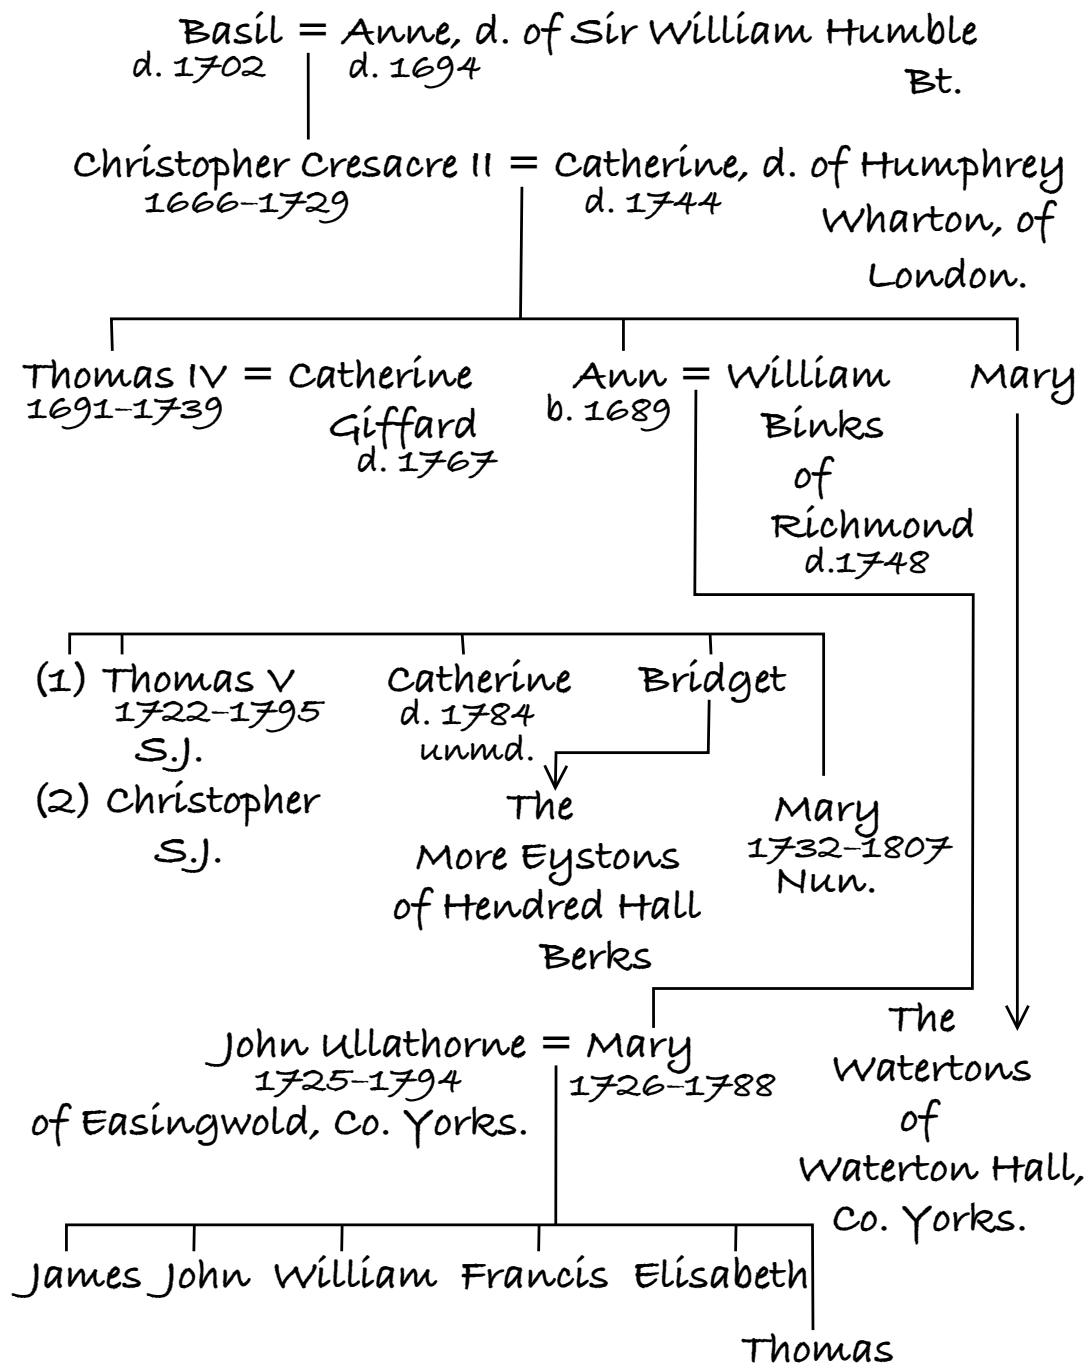 Basil = Anne, d. of Sir William Humble
d. 1702 d. 1694
Bt.
Christopher Cresacre II = Catherine, d. of Humphrey
1666–1729 d. 1744
Wharton, of
London.
Thomas IV = Catherine Ann = William Mary
1691–1739 b. 1689
Giffard Binks
d. 1767
of
Richmond
d.1748
(1) Thomas V Catherine Bridget
1722–1795 d. 1784
S.J. unmd.
(2) Christopher The Mary
S.J. 1732–1807
More Eystons Nun.
of Hendred Hall
Berks
The
John Ullathorne = Mary
1725–1794 1726–1788
Watertons
of Easingwold, Co. Yorks. of
Waterton Hall,
Co. Yorks.
James John William Francis Elisabeth
Thomas